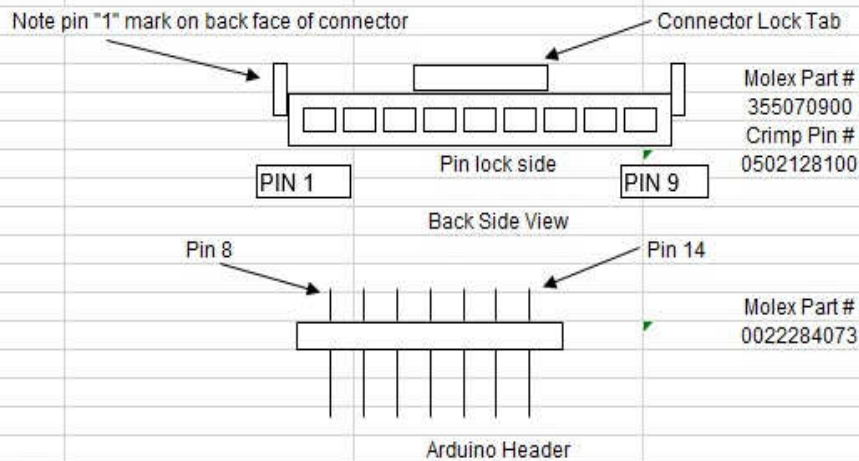 Note pin "1" mark on back face of connector
Connector Lock Tab
Molex Part #
355070900
Crimp Pin #
0502128100
Pin lock side
PIN 1
PIN 9
Back Side View
Pin 8
Pin 14
Molex Part #
0022284073
Arduino Header